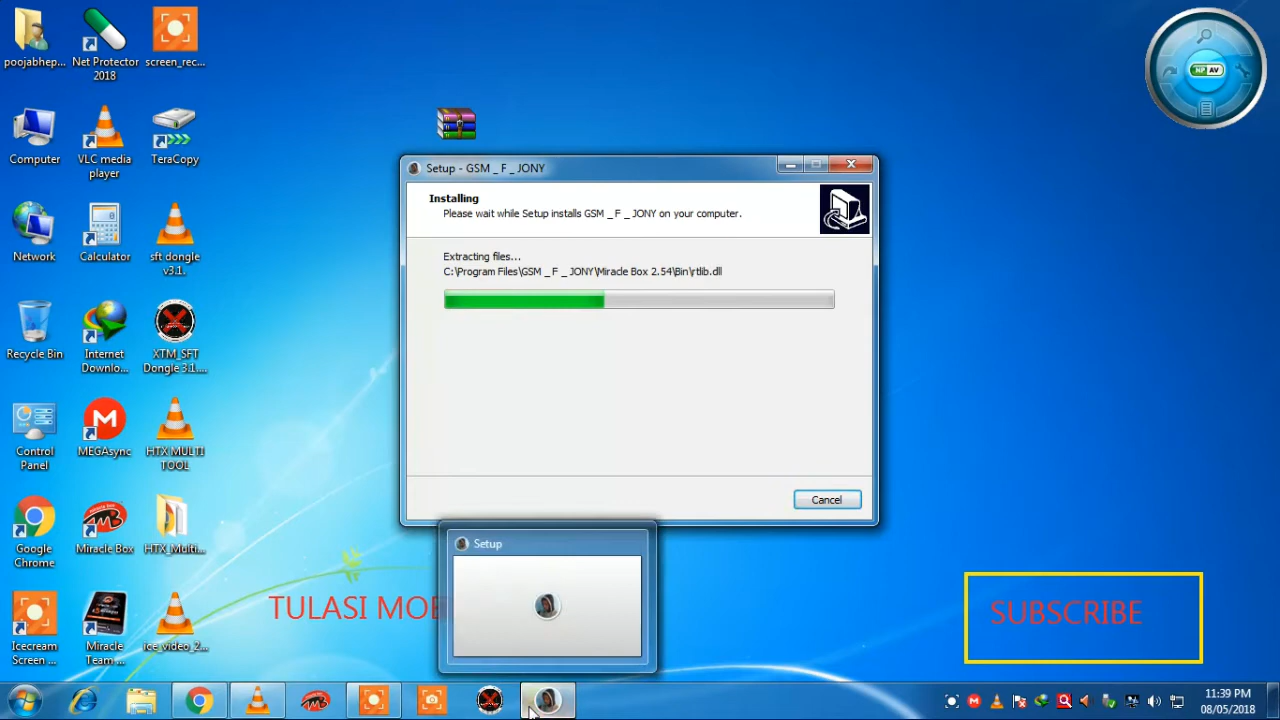 poojabhep...
Net Protector
2018
screen_rec...
Computer
VLC media
player
TeraCopy
Network
Calculator
sft dongle
v3.1.
Recycle Bin
Internet
Downlo...
XTM_SFT
Dongle 3.1....
Control
Panel
MEGAsync
HTX MULTI
TOOL
Google
Chrome
Miracle Box
HTX_Multi...
Icecream
Screen ...
Miracle
Team ...
ice_video_2...
NP AV
Setup - GSM _ F _ JONY
Installing
Please wait while Setup installs GSM _ F _ JONY on your computer.
Extracting files...
C:\Program Files\GSM _ F _ JONY\Miracle Box 2.54\Bin\rtlib.dll
Cancel
Setup
TULASI MOB
SUBSCRIBE
11:39 PM
08/05/2018